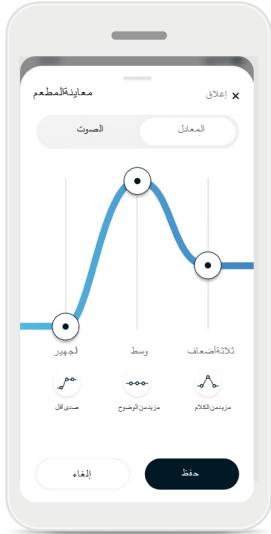 × إغلاق
معاينةالمطعم
المعادل
الصوت
ثلاثةأضعاف
وسط
الجهير
مزيدمن الكلام
مزيدمن الوضوح
صدى أقل
حفظ
إلغاء